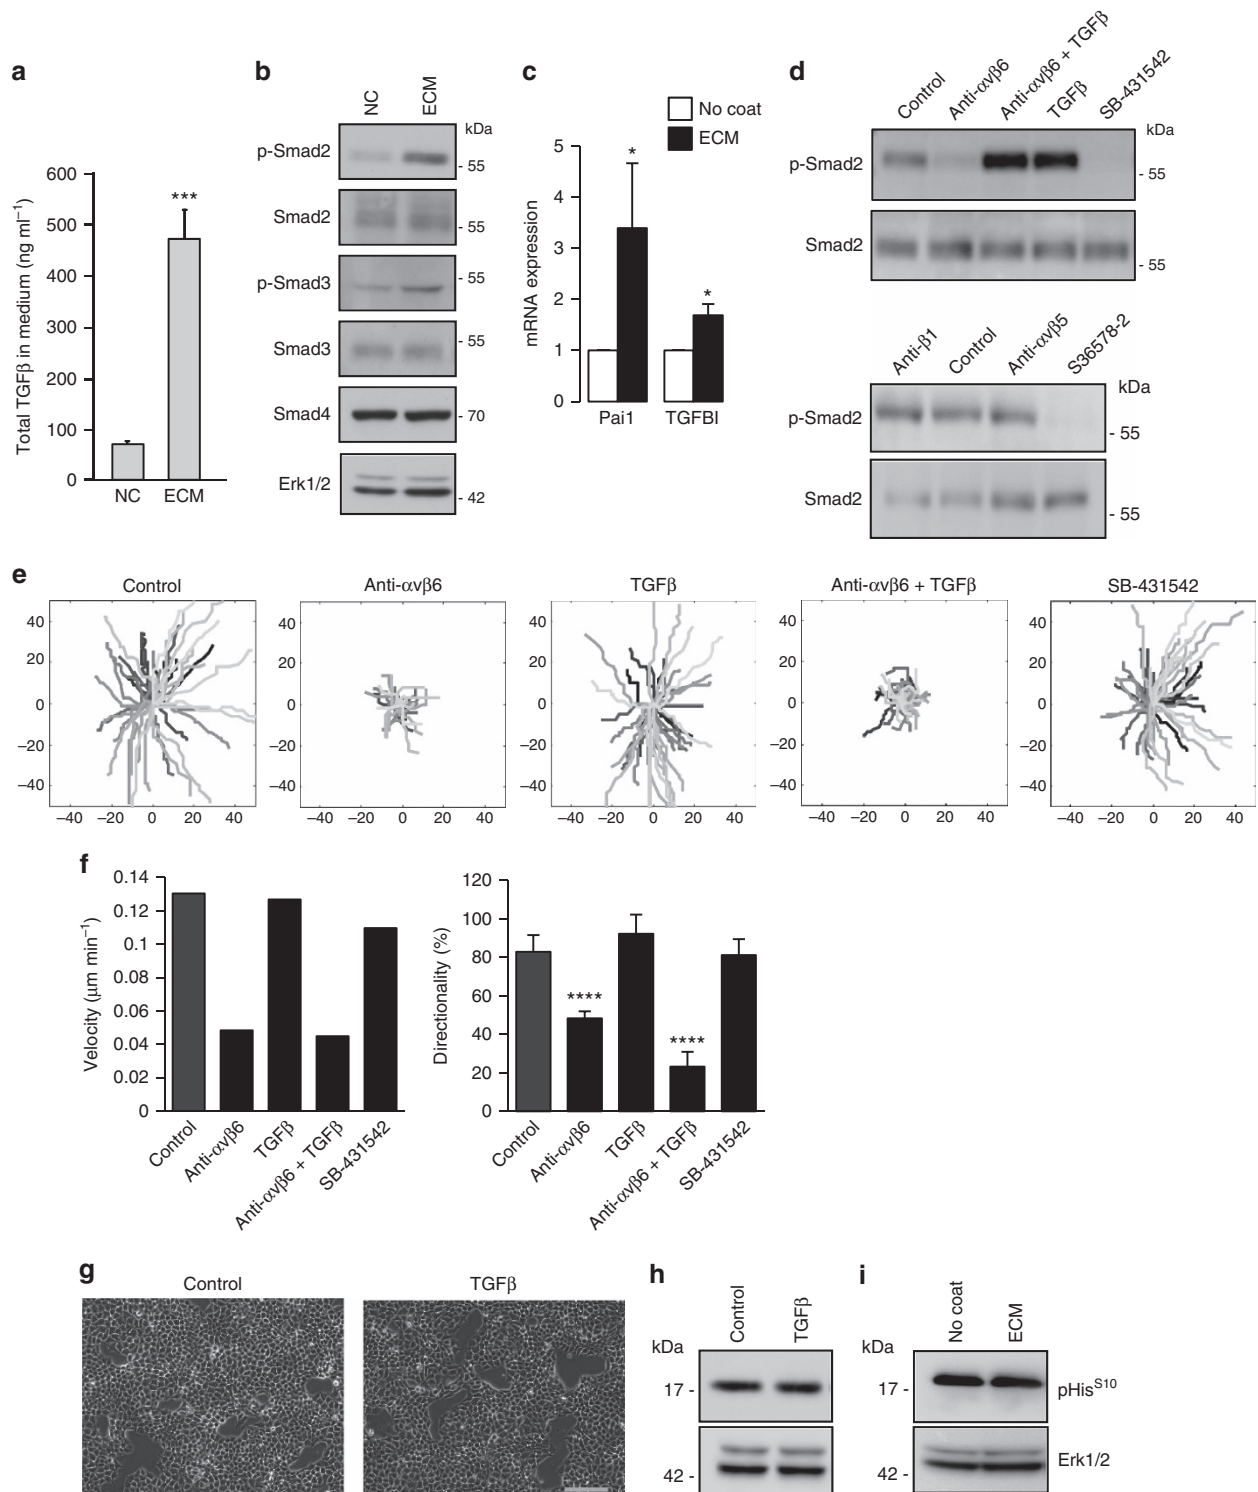 a
Total TGFβ in medium (ng ml⁻¹)
600
500
400
300
200
100
0
***
NC
ECM
b
NC
ECM
kDa
p-Smad2
- 55
Smad2
- 55
p-Smad3
- 55
Smad3
- 55
Smad4
- 70
Erk1/2
- 42
c
No coat
ECM
mRNA expression
5
4
3
2
1
0
*
*
Pai1
TGFBI
d
Control
Anti-αvβ6
Anti-αvβ6 + TGFβ
TGFβ
SB-431542
kDa
p-Smad2
- 55
Smad2
- 55
Anti-β1
Control
Anti-αvβ5
S36578-2
kDa
p-Smad2
- 55
Smad2
- 55
e
Control
40
20
0
−20
−40
−40 −20 0 20 40
Anti-αvβ6
40
20
0
−20
−40
−40 −20 0 20 40
TGFβ
40
20
0
−20
−40
−40 −20 0 20 40
Anti-αvβ6 + TGFβ
40
20
0
−20
−40
−40 −20 0 20 40
SB-431542
40
20
0
−20
−40
−40 −20 0 20 40
f
Velocity (μm min⁻¹)
0.14
0.12
0.1
0.08
0.06
0.04
0.02
0
Control
Anti-αvβ6
TGFβ
Anti-αvβ6 + TGFβ
SB-431542
Directionality (%)
120
100
80
60
40
20
0
****
****
Control
Anti-αvβ6
TGFβ
Anti-αvβ6 + TGFβ
SB-431542
g
Control
TGFβ
h
Control
TGFβ
kDa
17 -
42 -
i
No coat
ECM
kDa
17 -
pHisS10
42 -
Erk1/2